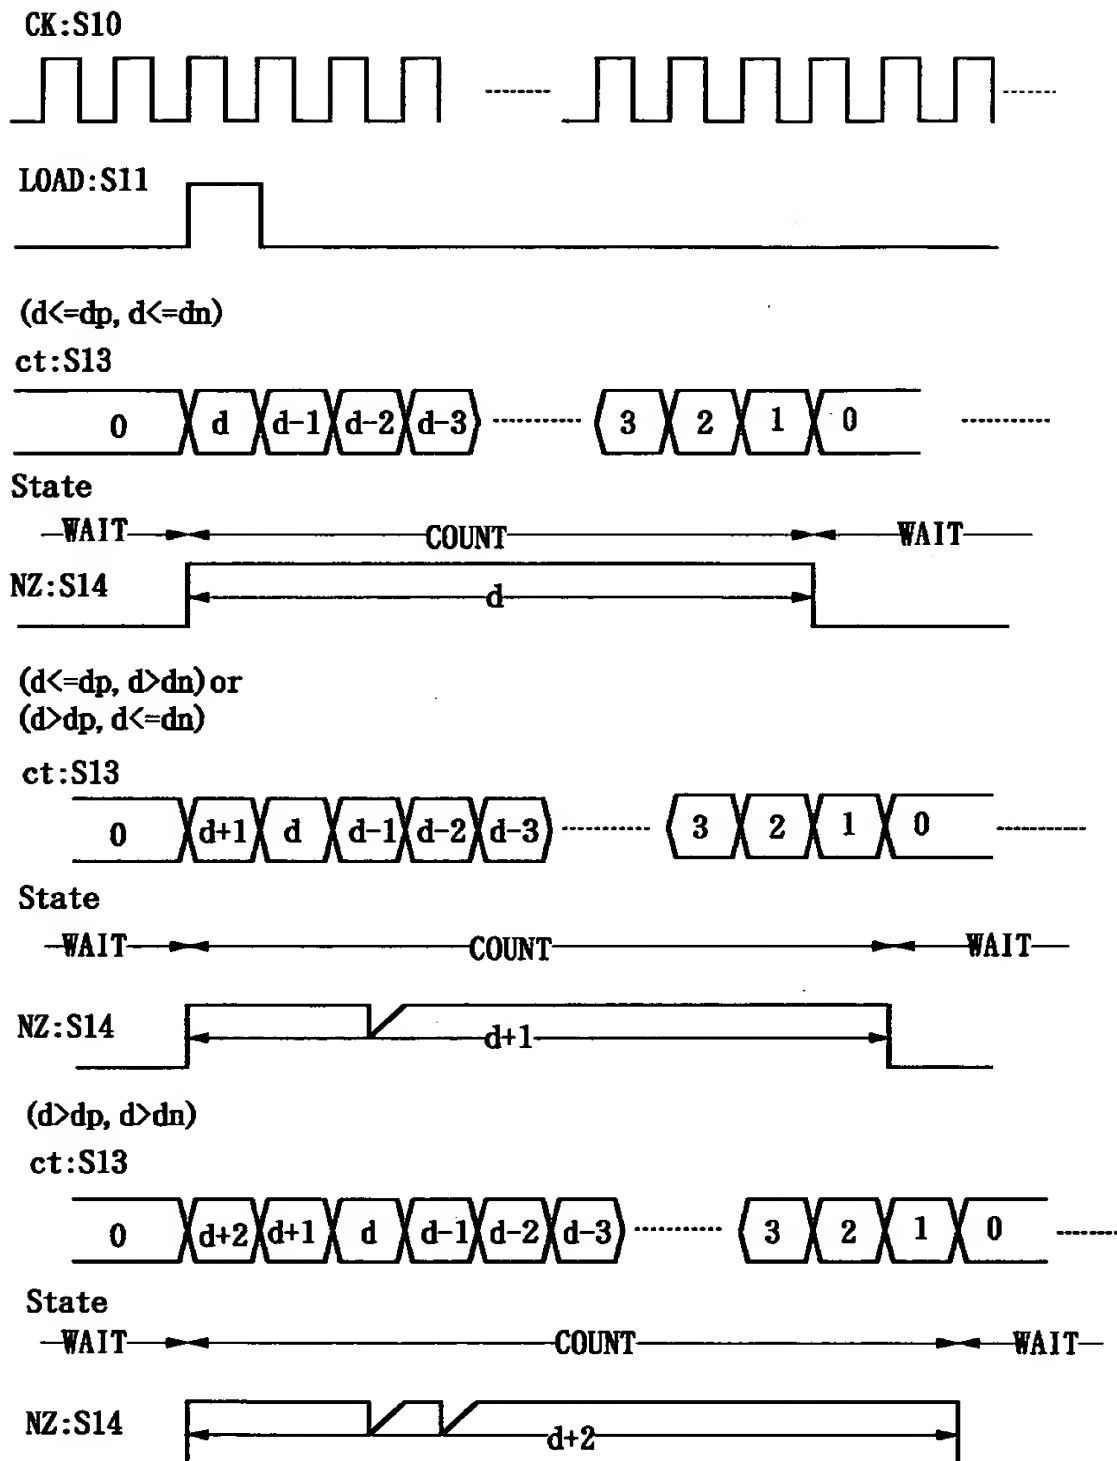 CK:S10
LOAD:S11
(d<=dp, d<=dn)
ct:S13
0 d d-1 d-2 d-3 3 2 1 0
State
WAIT COUNT WAIT
NZ:S14 d
(d<=dp, d>dn) or
(d>dp, d<=dn)
ct:S13
0 d+1 d d-1 d-2 d-3 3 2 1 0
State
WAIT COUNT WAIT
NZ:S14 d+1
(d>dp, d>dn)
ct:S13
0 d+2 d+1 d d-1 d-2 d-3 3 2 1 0
State
WAIT COUNT WAIT
NZ:S14 d+2